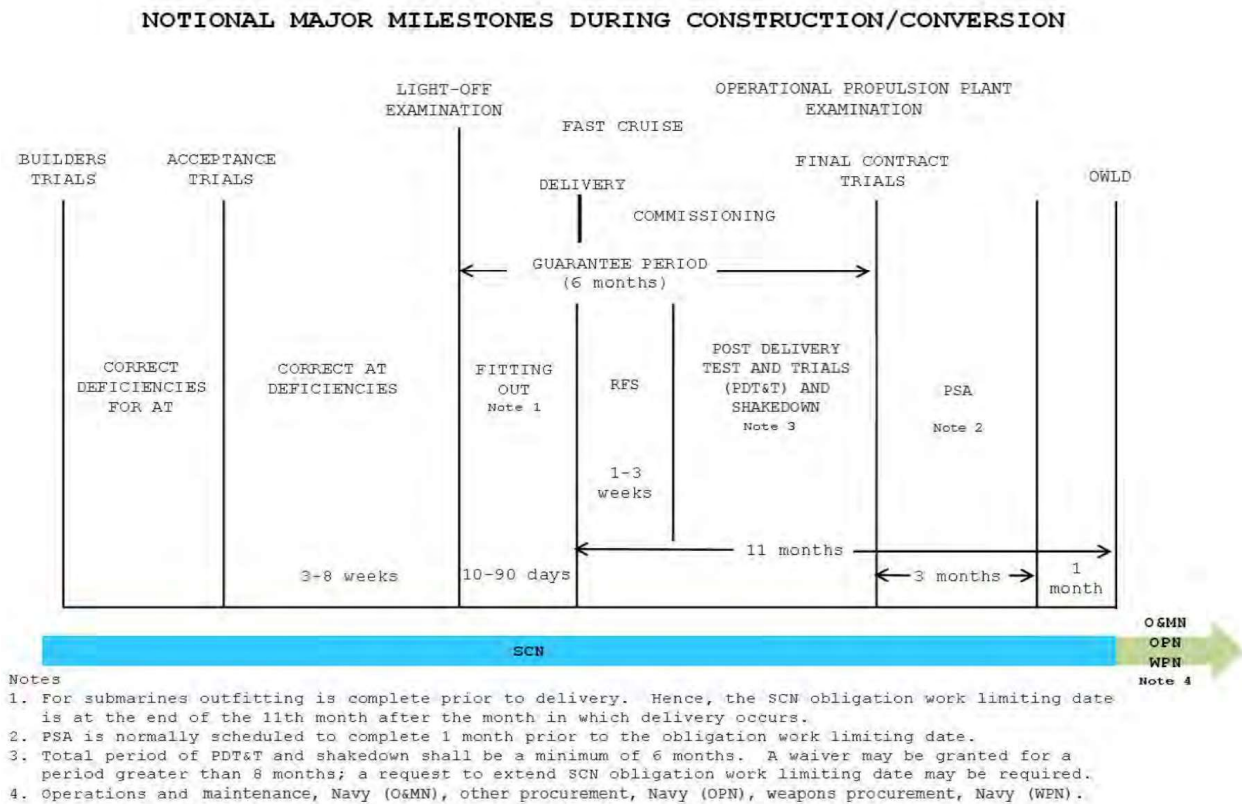 NOTIONAL MAJOR MILESTONES DURING CONSTRUCTION/CONVERSION
LIGHT-OFF
EXAMINATION
OPERATIONAL PROPULSION PLANT
EXAMINATION
FAST CRUISE
BUILDERS
TRIALS
ACCEPTANCE
TRIALS
DELIVERY
FINAL CONTRACT
TRIALS
OWLD
COMMISSIONING
GUARANTEE PERIOD
(6 months)
CORRECT
DEFICIENCIES
FOR AT
CORRECT AT
DEFICIENCIES
FITTING
OUT
Note 1
RFS
POST DELIVERY
TEST AND TRIALS
(PDT&T) AND
SHAKEDOWN
Note 3
PSA
Note 2
1-3
weeks
11 months
3-8 weeks
10-90 days
3 months
1
month
SCN
O&MN
OPN
WPN
Note 4
Notes
1. For submarines outfitting is complete prior to delivery. Hence, the SCN obligation work limiting date
is at the end of the 11th month after the month in which delivery occurs.
2. PSA is normally scheduled to complete 1 month prior to the obligation work limiting date.
3. Total period of PDT&T and shakedown shall be a minimum of 6 months. A waiver may be granted for a
period greater than 8 months; a request to extend SCN obligation work limiting date may be required.
4. Operations and maintenance, Navy (O&MN), other procurement, Navy (OPN), weapons procurement, Navy (WPN).